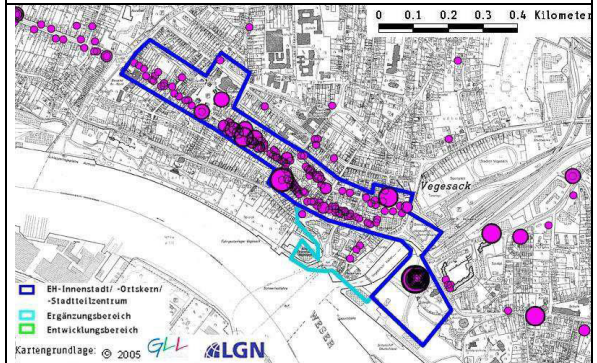 0 0.1 0.2 0.3 0.4 Kilometer
Vegesack
WESER
EH-Innenstadt/ -Ortskern/
-Stadtteilzentrum
Ergänzungsbereich
Entwicklungsbereich
Kartengrundlage: © 2005 GLL LGN